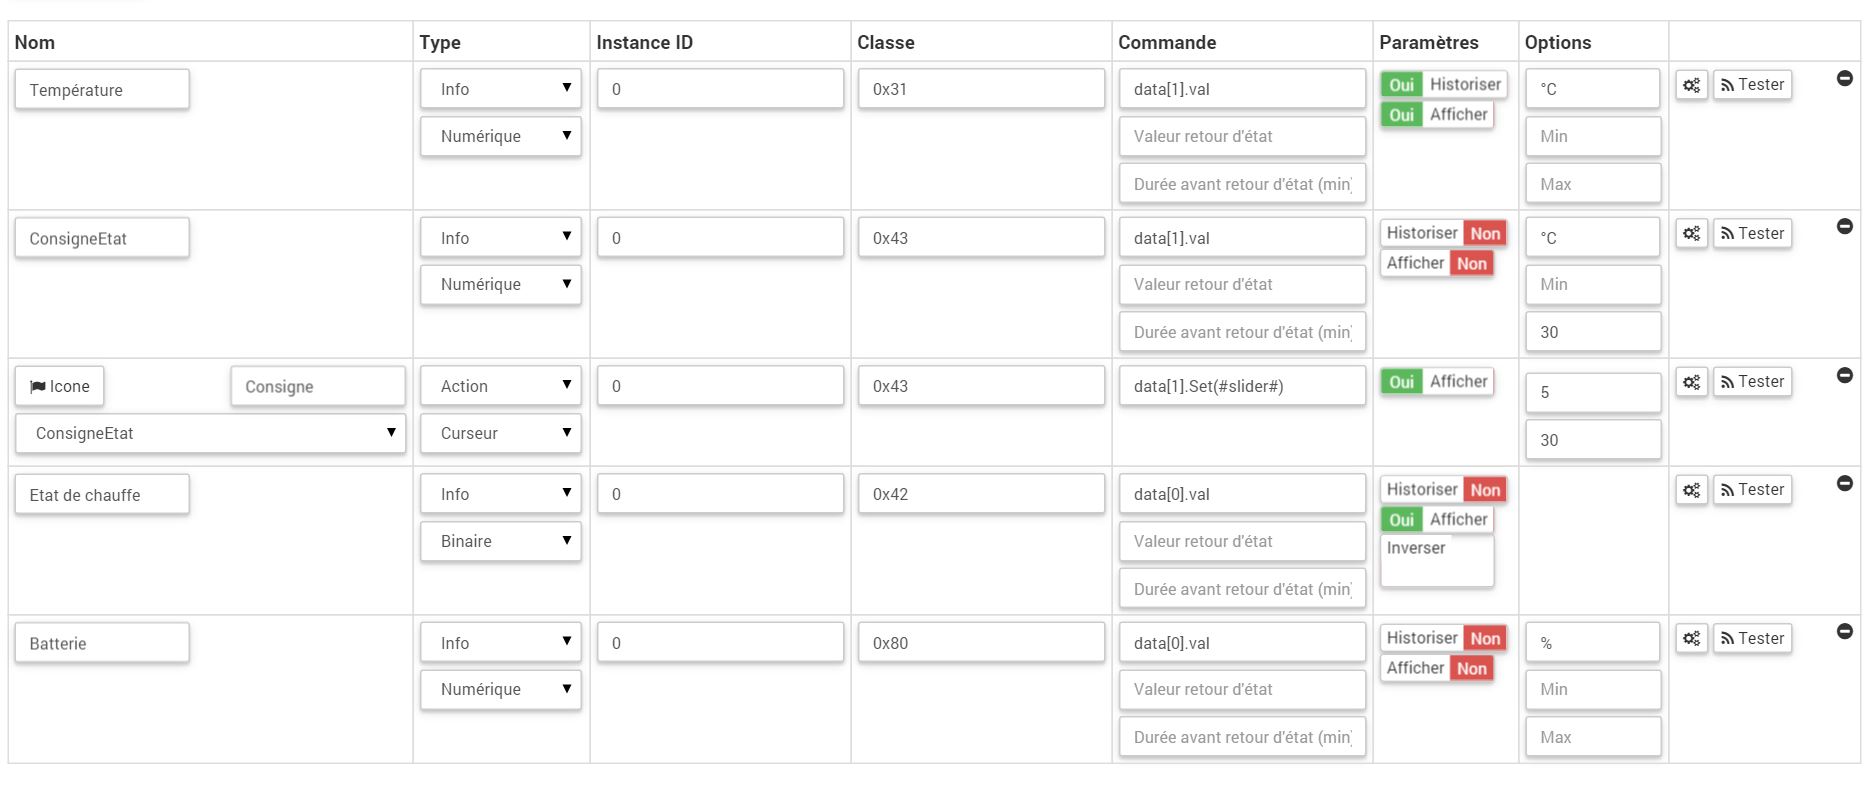 Nom Type Instance ID Classe Commande Paramètres Options
Température Info 0 0x31 data[1].val Oui Historiser °C Tester
Oui Afficher
Numérique Valeur retour d'état Min
Durée avant retour d'état (min) Max
ConsigneEtat Info 0 0x43 data[1].val Historiser Non °C Tester
Afficher Non
Numérique Valeur retour d'état Min
Durée avant retour d'état (min) 30
Icone Consigne Action 0 0x43 data[1].Set(#slider#) Oui Afficher 5 Tester
ConsigneEtat Curseur 30
Etat de chauffe Info 0 0x42 data[0].val Historiser Non Tester
Oui Afficher
Binaire Valeur retour d'état Inverser
Durée avant retour d'état (min)
Batterie Info 0 0x80 data[0].val Historiser Non % Tester
Afficher Non
Numérique Valeur retour d'état Min
Durée avant retour d'état (min) Max